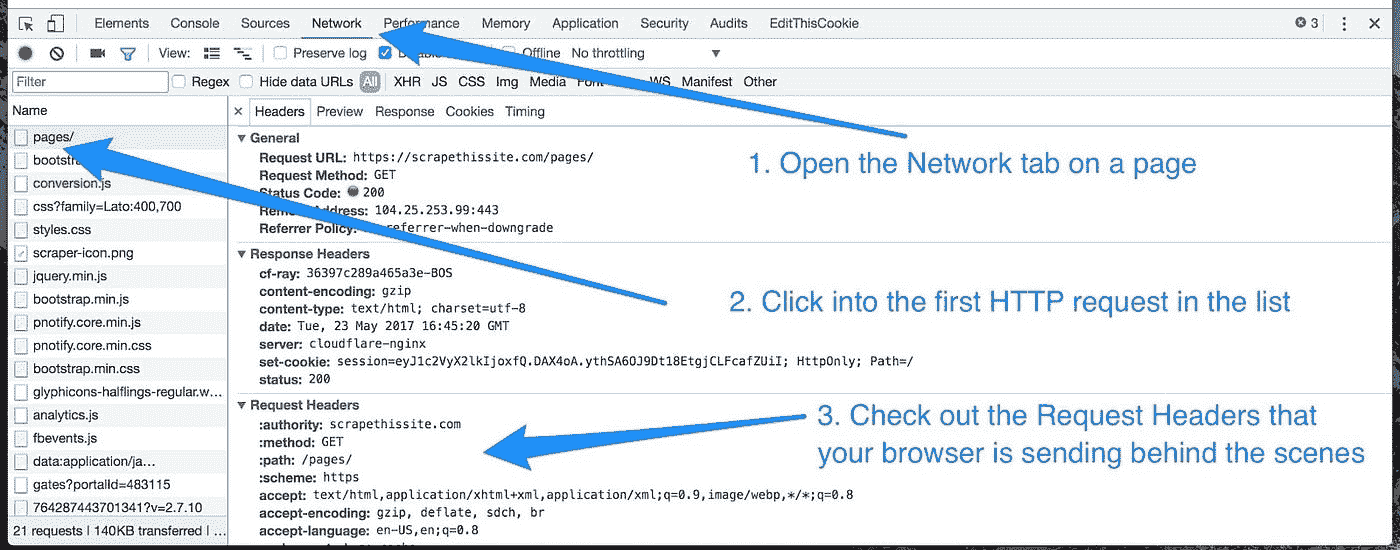 Elements Console Sources Network Performance Memory Application Security Audits EditThisCookie 3
View: Preserve log Offline No throttling
Filter Regex Hide data URLs All XHR JS CSS Img Media Font WS Manifest Other
Name
pages/
bootstra
conversion.js
css?family=Lato:400,700
styles.css
scraper-icon.png
jquery.min.js
bootstrap.min.js
pnotify.core.min.js
pnotify.core.min.css
bootstrap.min.css
glyphicons-halflings-regular.w…
analytics.js
fbevents.js
data:application/ja…
gates?portalId=483115
764287443701341?v=2.7.10
21 requests | 140KB transferred | …
Headers Preview Response Cookies Timing
General
Request URL: https://scrapethissite.com/pages/
Request Method: GET
Status Code: 200
Address: 104.25.253.99:443
Referrer Policy: referrer-when-downgrade
Response Headers
cf-ray: 36397c289a465a3e-BOS
content-encoding: gzip
content-type: text/html; charset=utf-8
date: Tue, 23 May 2017 16:45:20 GMT
server: cloudflare-nginx
set-cookie: session=eyJ1c2VyX2lkIjoxfQ.DAX4oA.ythSA6OJ9Dt18EtgjCLFcafZUiI; HttpOnly; Path=/
status: 200
Request Headers
:authority: scrapethissite.com
:method: GET
:path: /pages/
:scheme: https
accept: text/html,application/xhtml+xml,application/xml;q=0.9,image/webp,*/*;q=0.8
accept-encoding: gzip, deflate, sdch, br
accept-language: en-US,en;q=0.8
1. Open the Network tab on a page
2. Click into the first HTTP request in the list
3. Check out the Request Headers that
your browser is sending behind the scenes